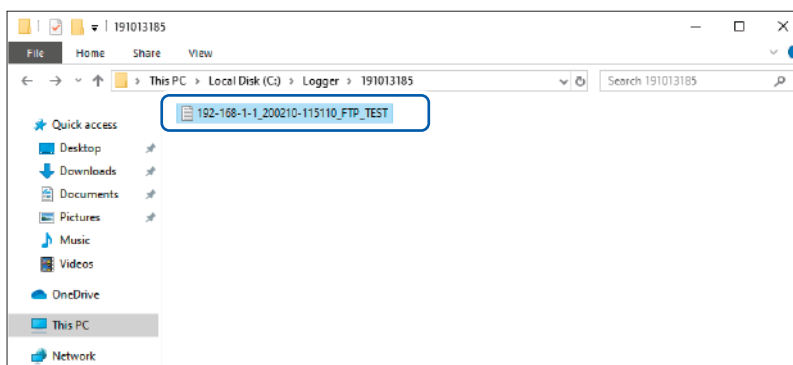 191013185
File Home Share View
This PC > Local Disk (C:) > Logger > 191013185
Search 191013185
192-168-1-1_200210-115110_FTP_TEST
Quick access
Desktop
Downloads
Documents
Pictures
Music
Videos
OneDrive
This PC
Network